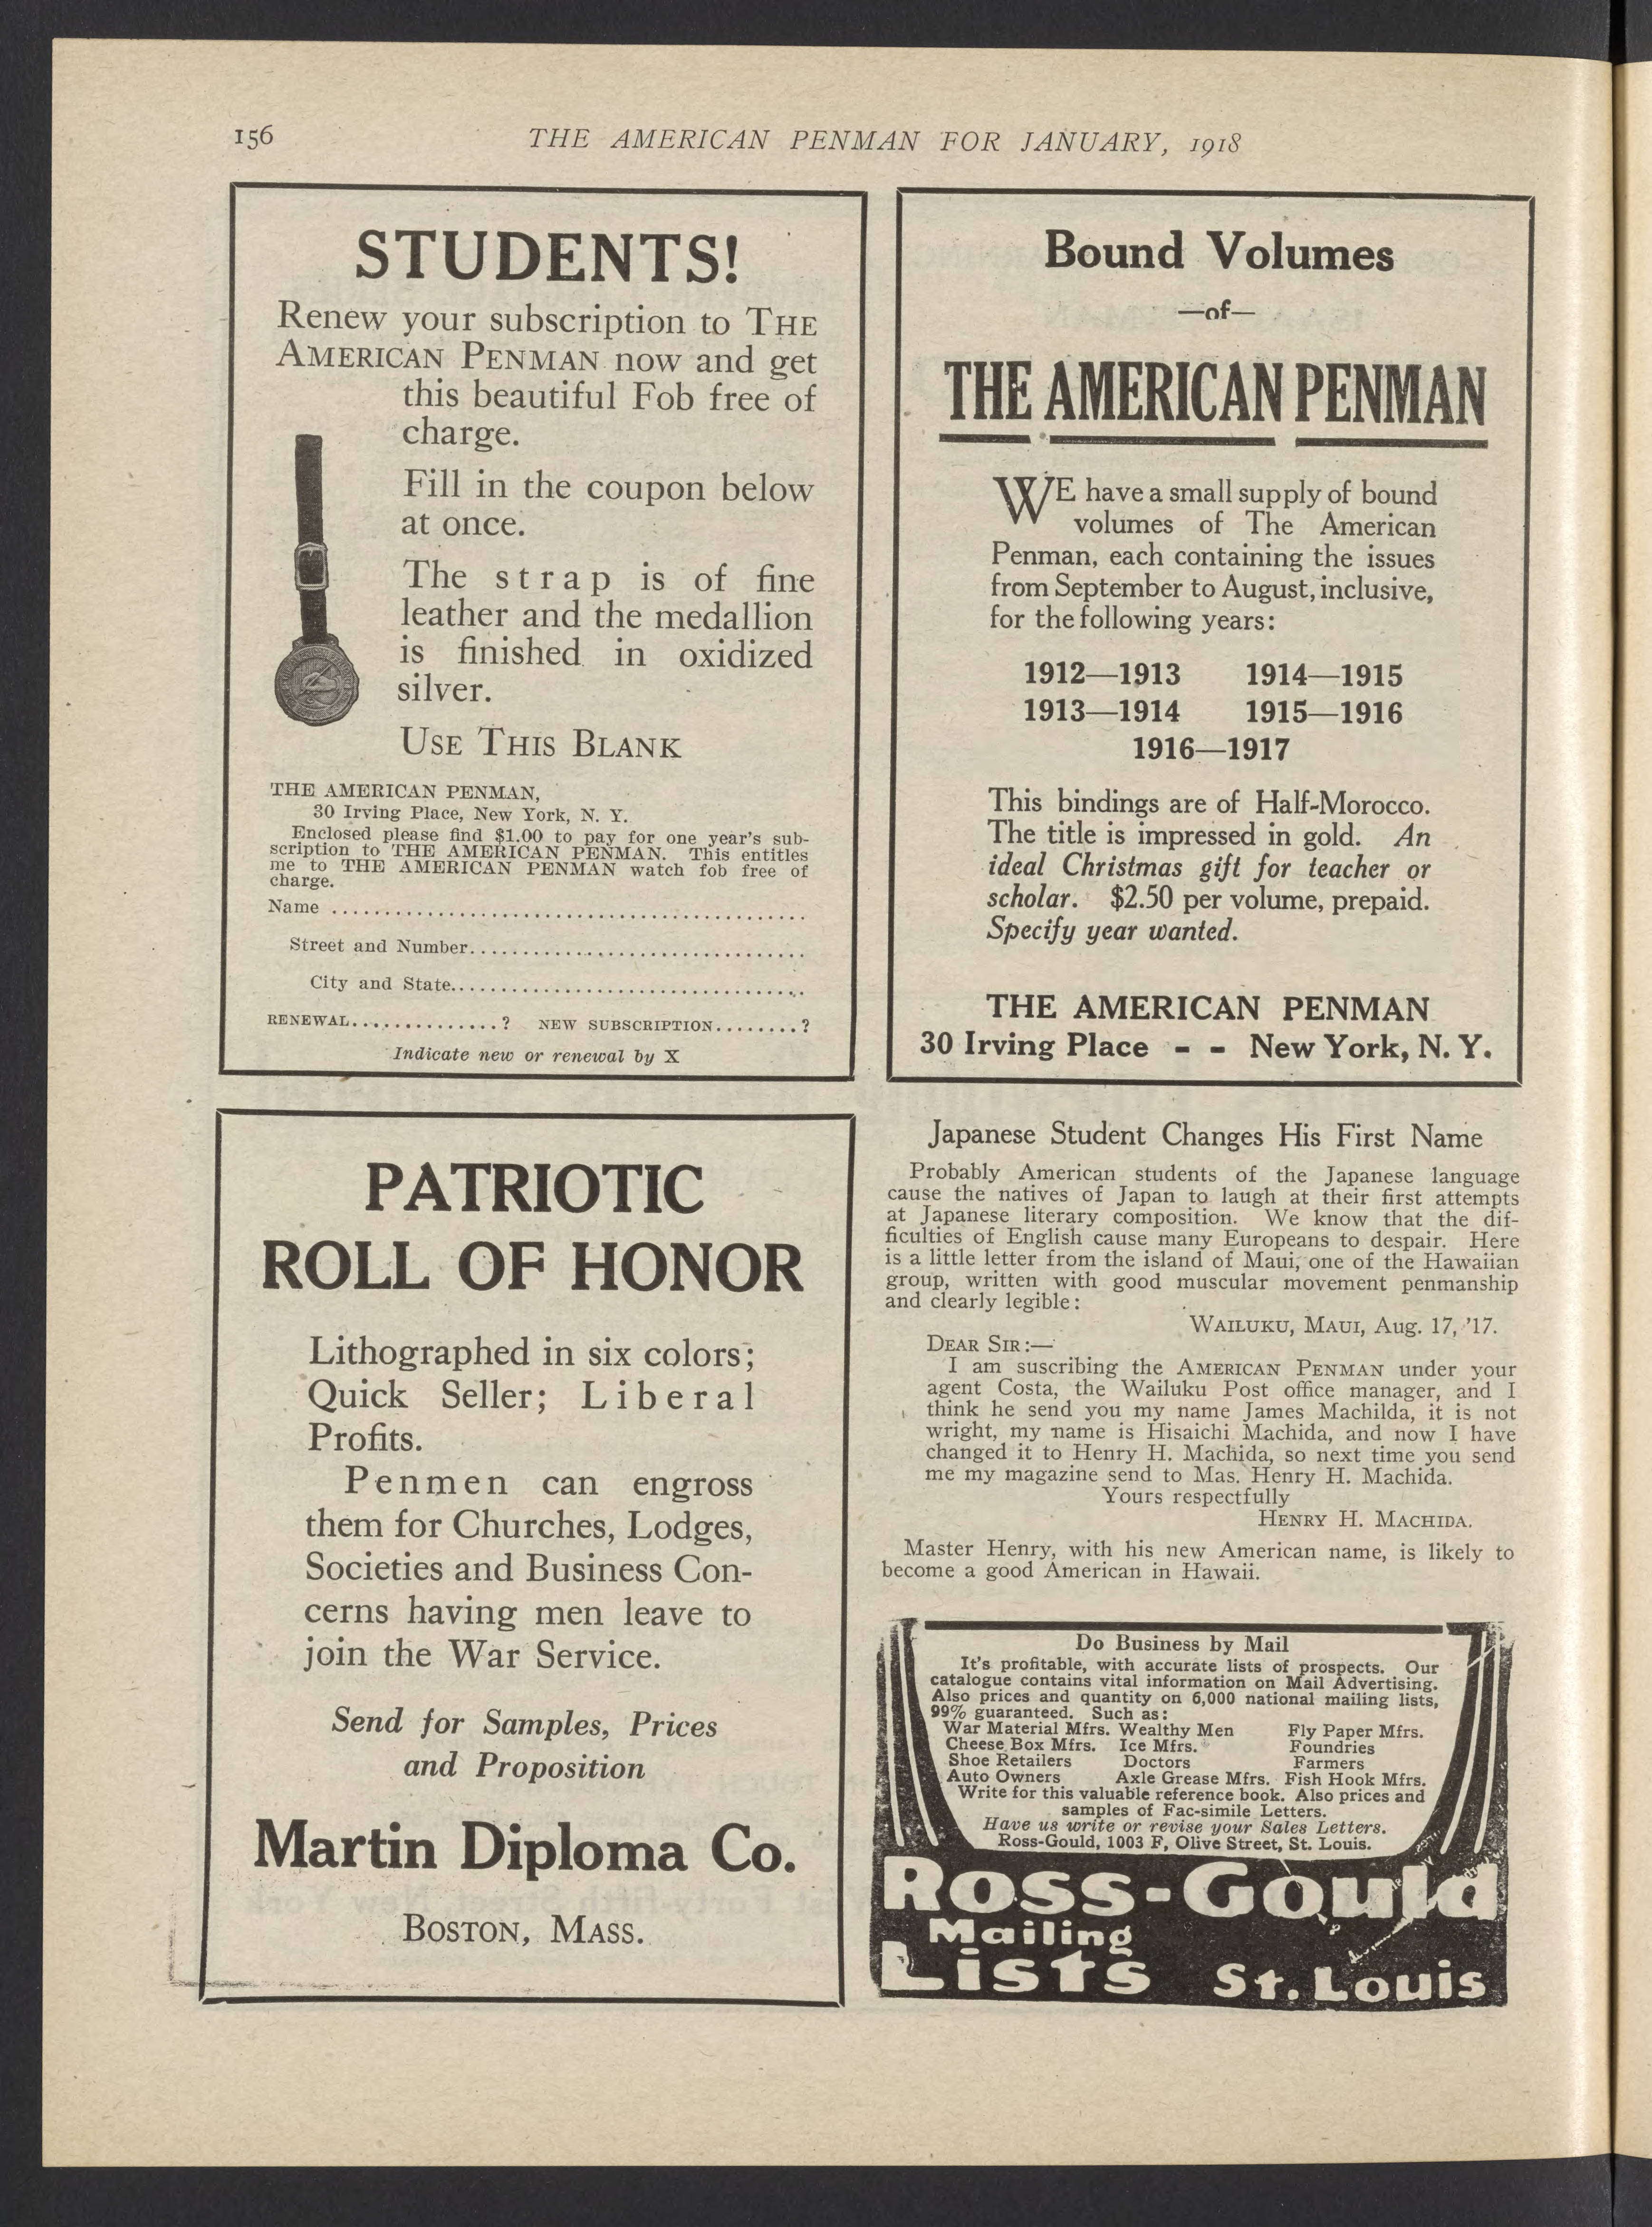 156
THE AMERICAN PENMAN FOR JANUARY, 1918
STUDENTS!
Renew your subscription to THE
AMERICAN PENMAN now and get
this beautiful Fob free of
charge.
Fill in the coupon below
at once.
The strap is of fine
leather and the medallion
is finished in oxidized
silver.
USE THIS BLANK
THE AMERICAN PENMAN,
30 Irving Place, New York, N. Y.
Enclosed please find $1.00 to pay for one year's sub-
scription to THE AMERICAN PENMAN. This entitles
me to THE AMERICAN PENMAN watch fob free of
charge.
Name .............................................
Street and Number................................
City and State.................................
RENEWAL..............? NEW SUBSCRIPTION........?
Indicate new or renewal by X
Bound Volumes
—of—
THE AMERICAN PENMAN
WE have a small supply of bound
volumes of The American
Penman, each containing the issues
from September to August, inclusive,
for the following years:
1912—1913 1914—1915
1913—1914 1915—1916
1916—1917
This bindings are of Half-Morocco.
The title is impressed in gold. An
ideal Christmas gift for teacher or
scholar. $2.50 per volume, prepaid.
Specify year wanted.
THE AMERICAN PENMAN
30 Irving Place - - New York, N. Y.
PATRIOTIC
ROLL OF HONOR
Lithographed in six colors;
Quick Seller; Liberal
Profits.
Penmen can engross
them for Churches, Lodges,
Societies and Business Con-
cerns having men leave to
join the War Service.
Send for Samples, Prices
and Proposition
Martin Diploma Co.
BOSTON, MASS.
Japanese Student Changes His First Name
Probably American students of the Japanese language
cause the natives of Japan to laugh at their first attempts
at Japanese literary composition. We know that the dif-
ficulties of English cause many Europeans to despair. Here
is a little letter from the island of Maui, one of the Hawaiian
group, written with good muscular movement penmanship
and clearly legible:
WAILUKU, MAUI, Aug. 17, '17.
DEAR SIR:—
I am suscribing the AMERICAN PENMAN under your
agent Costa, the Wailuku Post office manager, and I
think he send you my name James Machilda, it is not
wright, my name is Hisaichi Machida, and now I have
changed it to Henry H. Machida, so next time you send
me my magazine send to Mas. Henry H. Machida.
Yours respectfully
HENRY H. MACHIDA.
Master Henry, with his new American name, is likely to
become a good American in Hawaii.
Do Business by Mail
It's profitable, with accurate lists of prospects. Our
catalogue contains vital information on Mail Advertising.
Also prices and quantity on 6,000 national mailing lists,
99% guaranteed. Such as:
War Material Mfrs. Wealthy Men Fly Paper Mfrs.
Cheese Box Mfrs. Ice Mfrs. Foundries
Shoe Retailers Doctors Farmers
Auto Owners Axle Grease Mfrs. Fish Hook Mfrs.
Write for this valuable reference book. Also prices and
samples of Fac-simile Letters.
Have us write or revise your Sales Letters.
Ross-Gould, 1003 F, Olive Street, St. Louis.
Ross-Gould
Mailing
Lists St. Louis